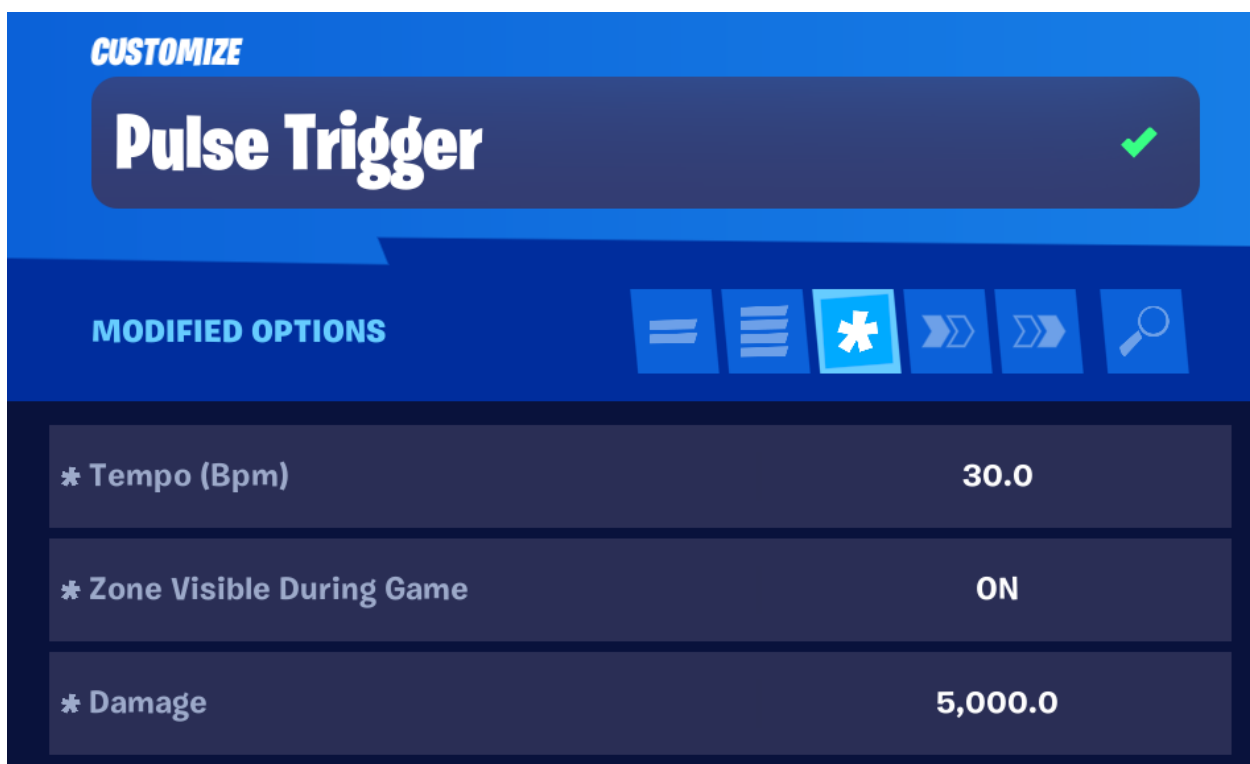 CUSTOMIZE
Pulse Trigger
MODIFIED OPTIONS
* Tempo (Bpm) 30.0
* Zone Visible During Game ON
* Damage 5,000.0